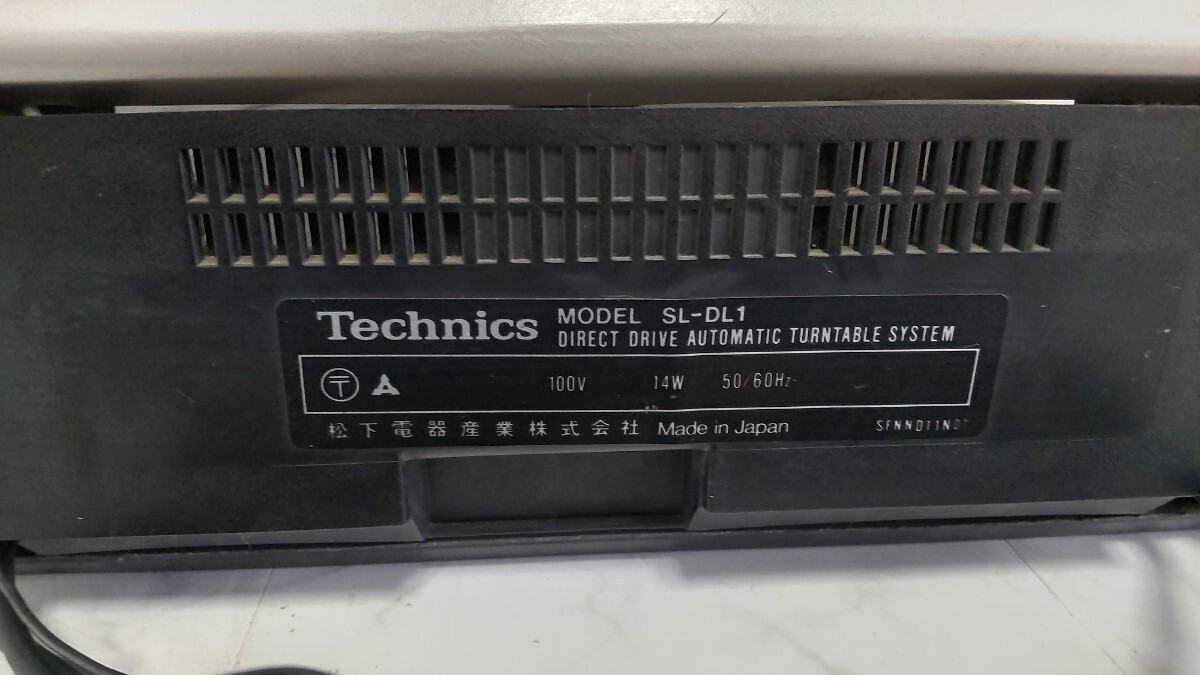 Technics MODEL SL-DL1
DIRECT DRIVE AUTOMATIC TURNTABLE SYSTEM
〒 A 100V 14W 50/60Hz
松下電器産業株式会社 Made in Japan SFNND11N01